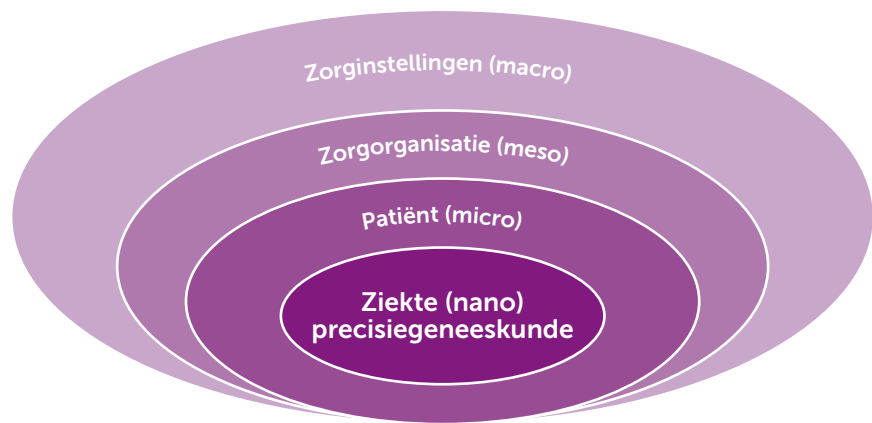 Zorginstellingen (macro)
Zorgorganisatie (meso)
Patiënt (micro)
Ziekte (nano)
precisiegeneeskunde